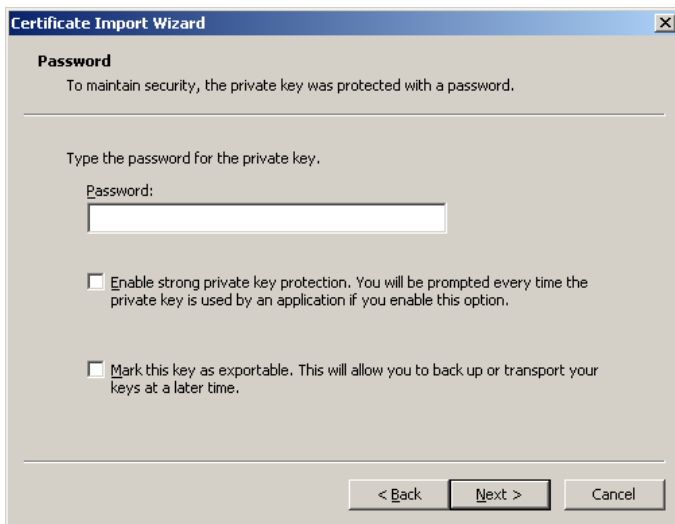 Certificate Import Wizard
Password
To maintain security, the private key was protected with a password.
Type the password for the private key.
Password:
Enable strong private key protection. You will be prompted every time the
private key is used by an application if you enable this option.
Mark this key as exportable. This will allow you to back up or transport your
keys at a later time.
< Back Next > Cancel